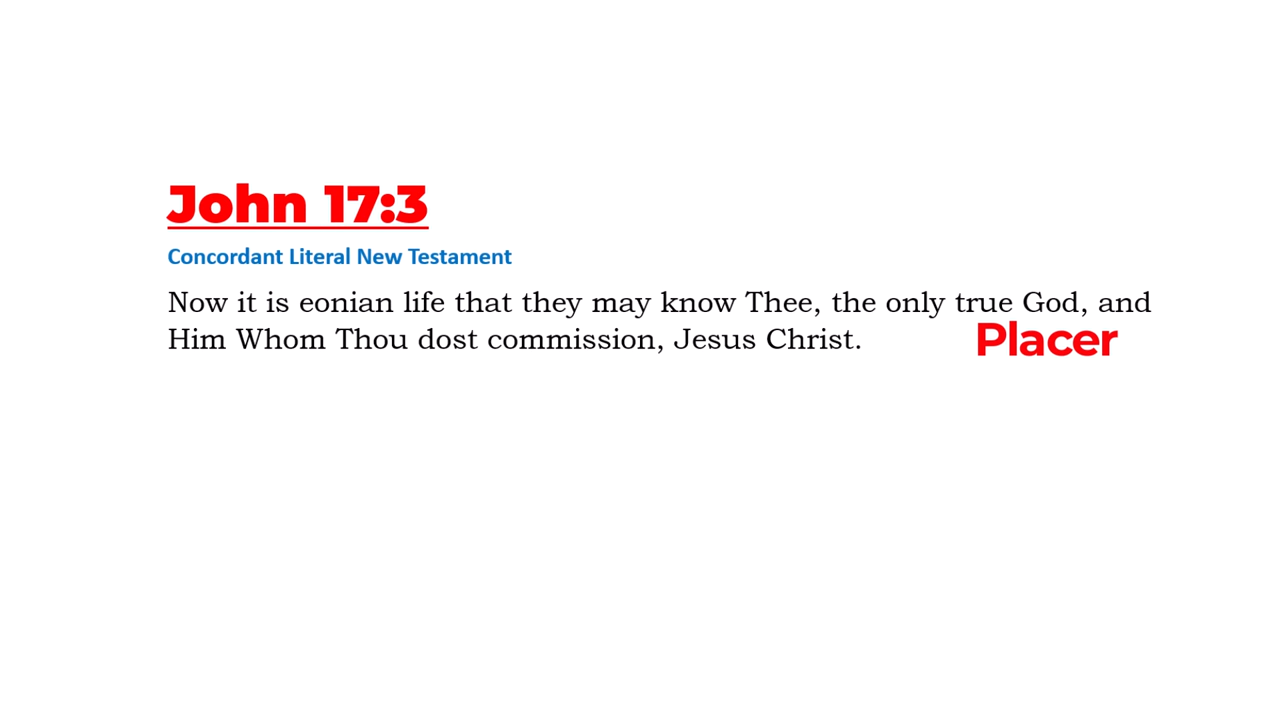 John 17:3
Concordant Literal New Testament
Now it is eonian life that they may know Thee, the only true God, and
Him Whom Thou dost commission, Jesus Christ.
Placer